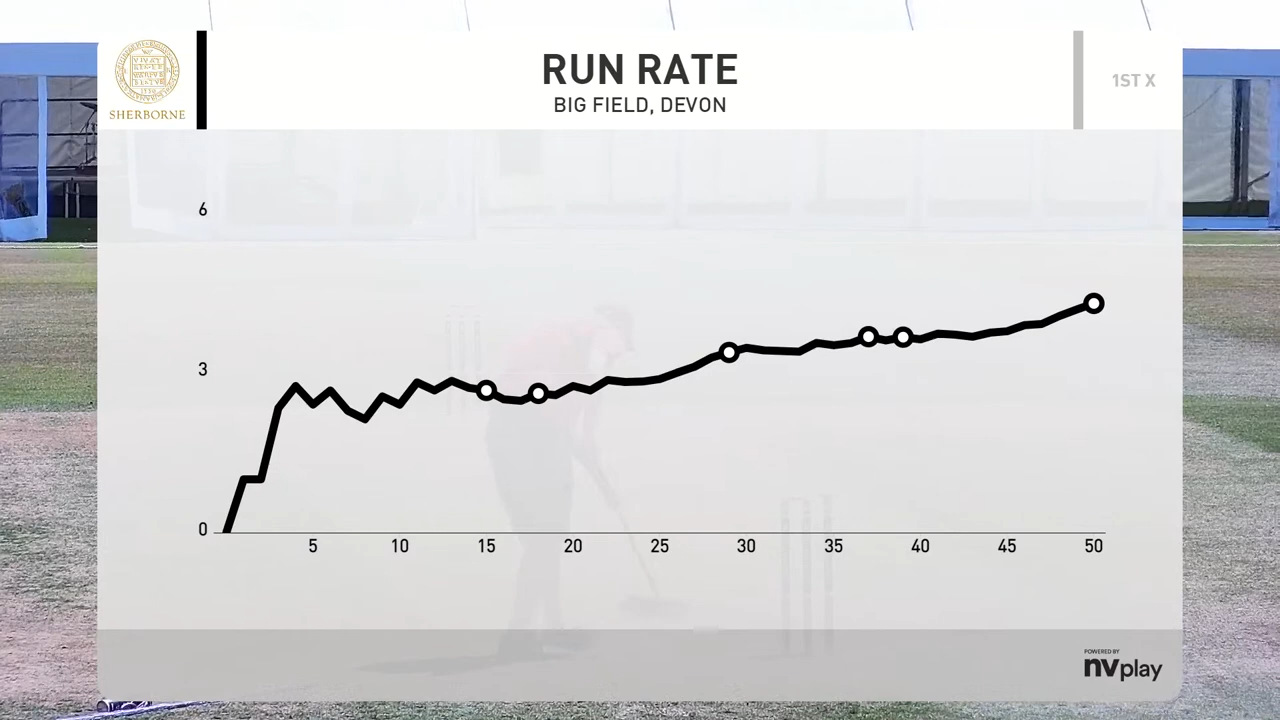 SHERBORNE
RUN RATE
BIG FIELD, DEVON
1ST X
6
3
0
5 10 15 20 25 30 35 40 45 50
POWERED BY
nvplay